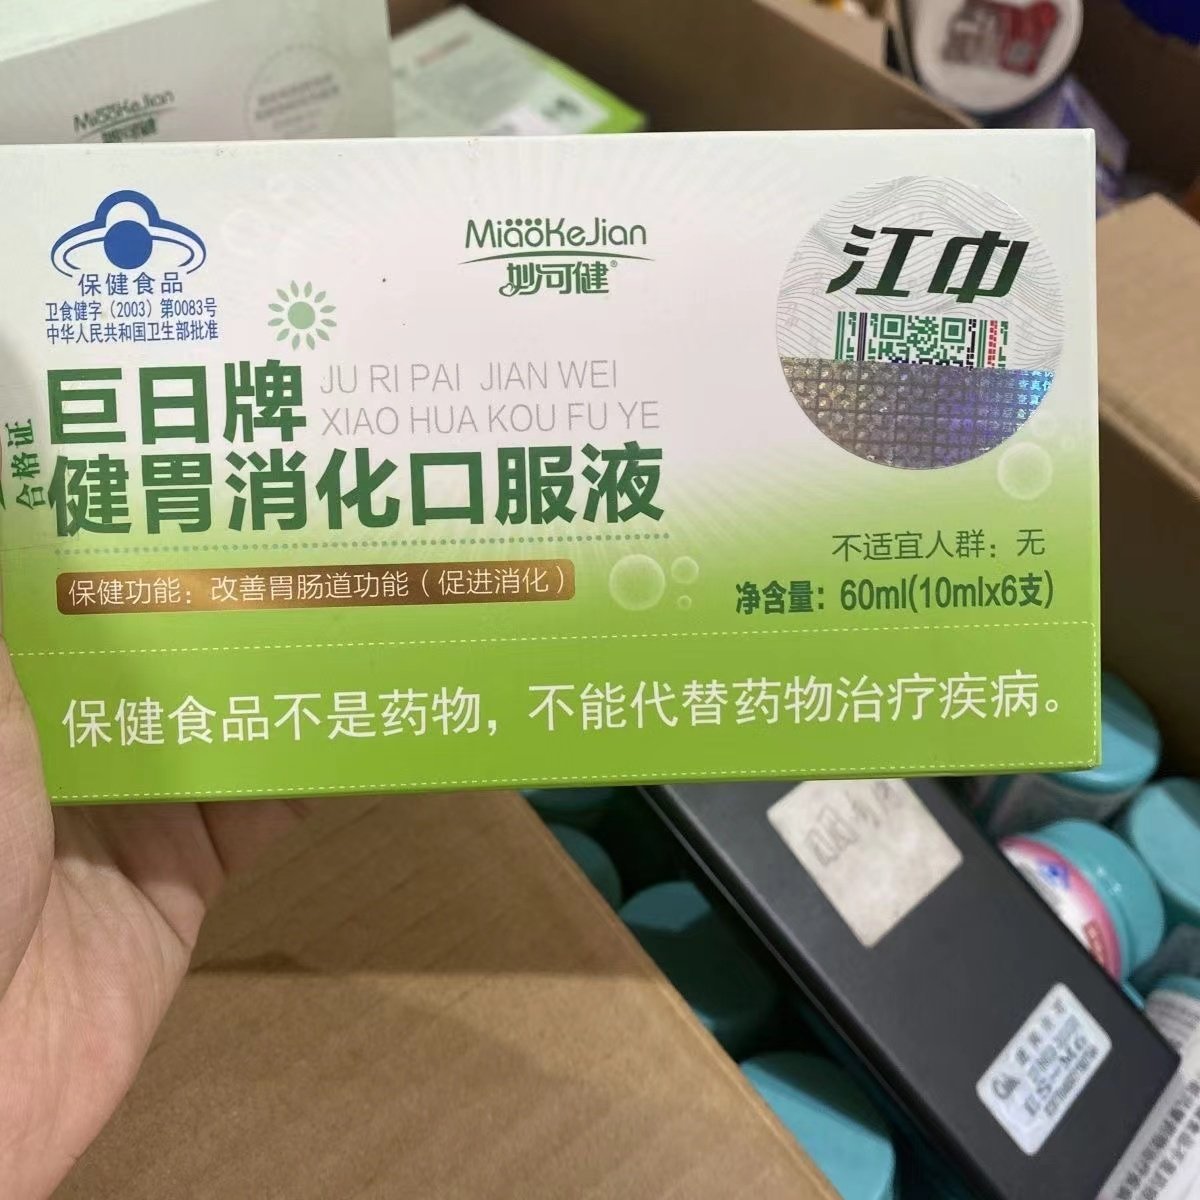 MiaoKeJian
妙可健
保健食品
卫食健字（2003）第0083号
中华人民共和国卫生部批准
MiaoKeJian
妙可健®
江中
合格证
巨日牌
JU RI PAI JIAN WEI
XIAO HUA KOU FU YE
健胃消化口服液
保健功能：改善胃肠道功能（促进消化）
不适宜人群：无
净含量：60ml(10mlx6支)
保健食品不是药物，不能代替药物治疗疾病。